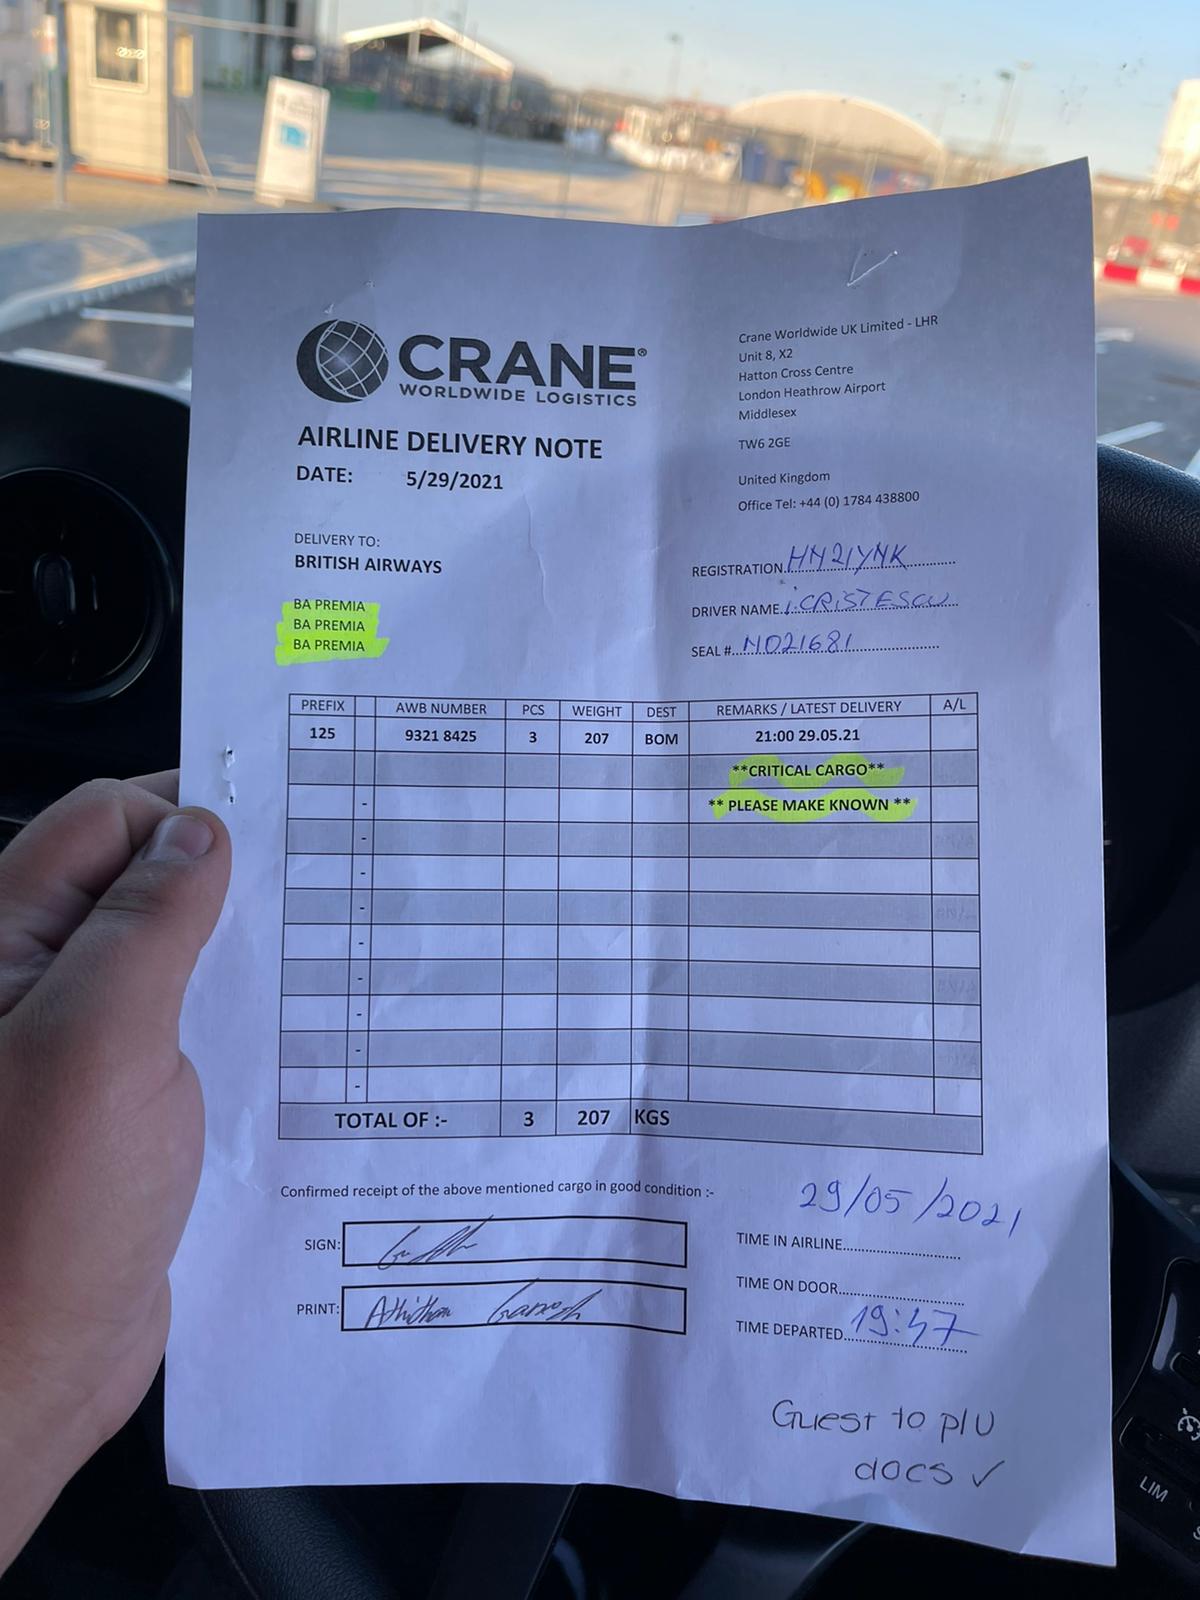 CRANE®
WORLDWIDE LOGISTICS
AIRLINE DELIVERY NOTE
DATE: 5/29/2021
Crane Worldwide UK Limited - LHR
Unit 8, X2
Hatton Cross Centre
London Heathrow Airport
Middlesex
TW6 2GE
United Kingdom
Office Tel: +44 (0) 1784 438800
DELIVERY TO:
BRITISH AIRWAYS
BA PREMIA
BA PREMIA
BA PREMIA
REGISTRATION HN21YNK
DRIVER NAME i.CRISTESCU
SEAL # NO21681
PREFIX AWB NUMBER PCS WEIGHT DEST REMARKS / LATEST DELIVERY A/L
125 9321 8425 3 207 BOM 21:00 29.05.21
**CRITICAL CARGO**
- ** PLEASE MAKE KNOWN **
-
-
-
-
-
-
-
-
TOTAL OF :- 3 207 KGS
Confirmed receipt of the above mentioned cargo in good condition :-
29/05/2021
SIGN:
PRINT:
TIME IN AIRLINE
TIME ON DOOR
TIME DEPARTED 19:47
Guest to p/U
docs ✓
LIM